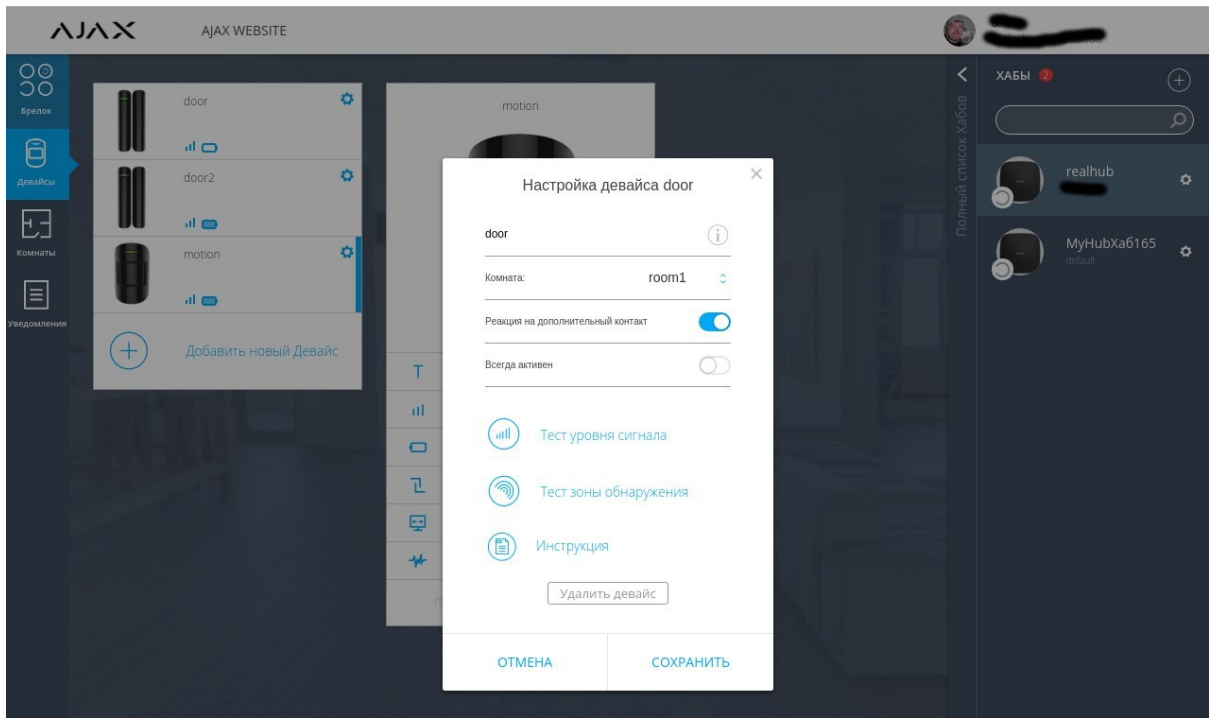 AJAX
AJAX WEBSITE
Брелок
Девайсы
Комнаты
Уведомления
door
door2
motion
Добавить новый Девайс
motion
T
Настройка девайса door
door
Комната:
room1
Реакция на дополнительный контакт
Всегда активен
Тест уровня сигнала
Тест зоны обнаружения
Инструкция
Удалить девайс
ОТМЕНА
СОХРАНИТЬ
Полный список Хабов
ХАБЫ 2
realhub
MyHubXaб165
default